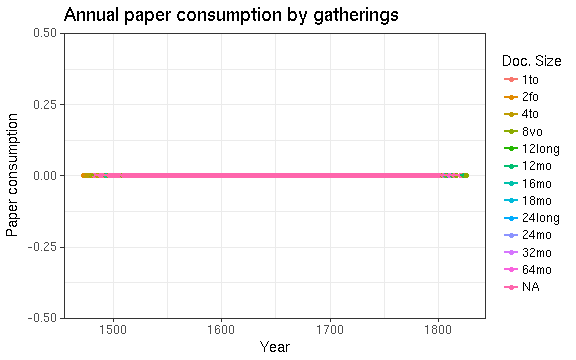 Annual paper consumption by gatherings
0.50
0.25
0.00
-0.25
-0.50
Paper consumption
1500 1600 1700 1800
Year
Doc. Size
1to
2fo
4to
8vo
12long
12mo
16mo
18mo
24long
24mo
32mo
64mo
NA